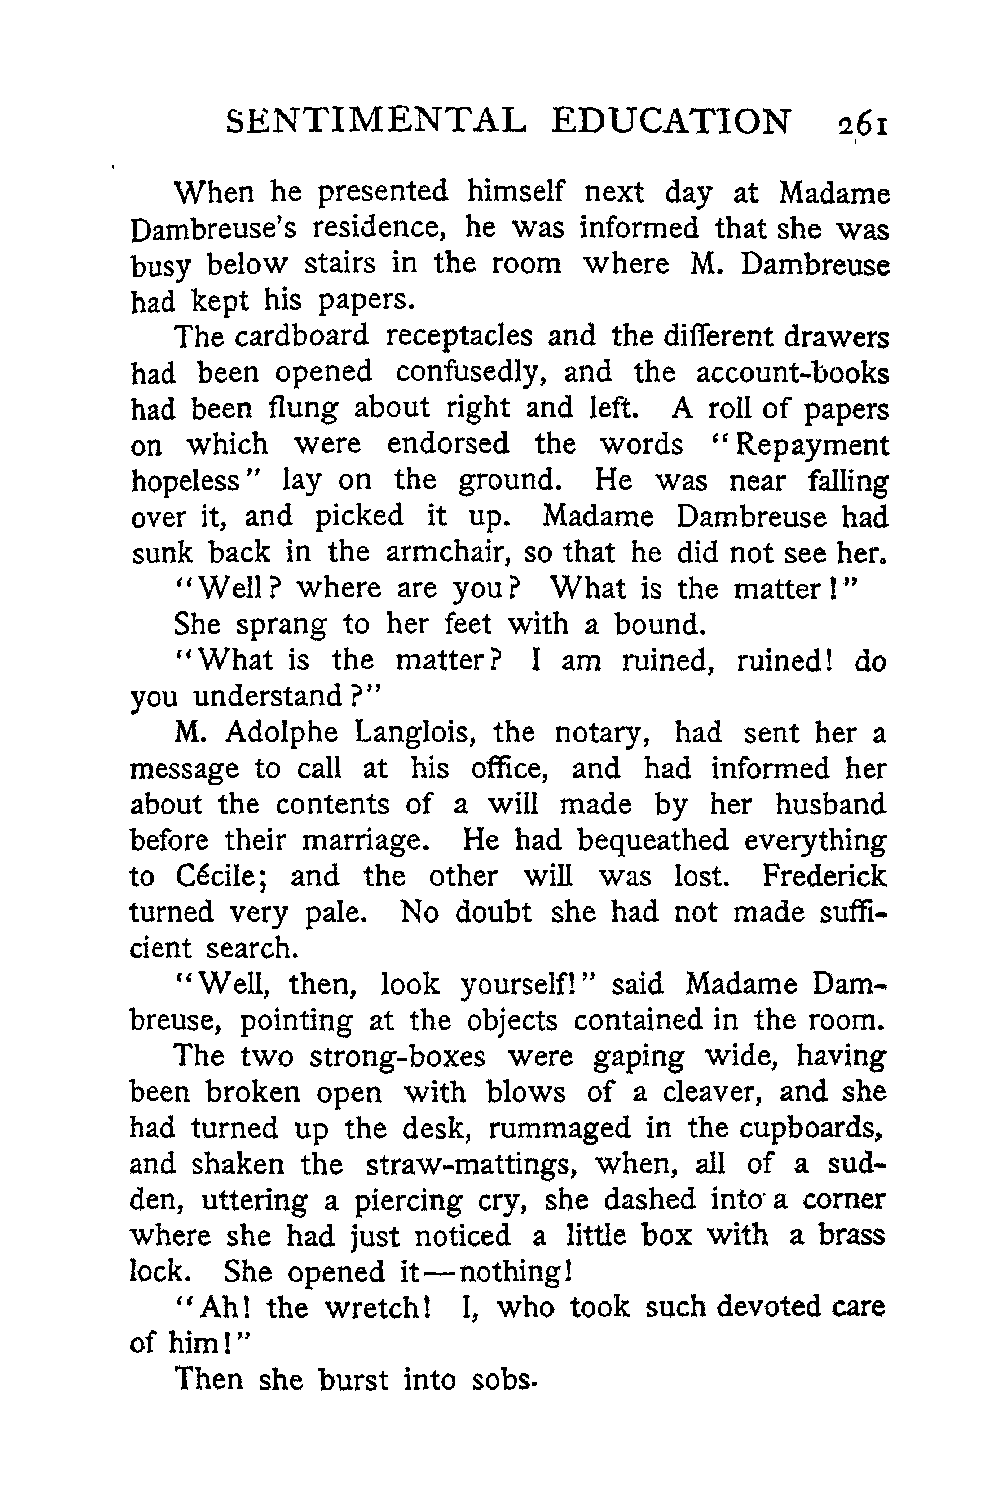 SENTIMENTAL EDUCATION 261
When he presented himself next day at Madame
Dambreuse's residence, he was informed that she was
busy below stairs in the room where M. Dambreuse
had kept his papers.
The cardboard receptacles and the different drawers
had been opened confusedly, and the account-books
had been flung about right and left. A roll of papers
on which were endorsed the words "Repayment
hopeless" lay on the ground. He was near falling
over it, and picked it up. Madame Dambreuse had
sunk back in the armchair, so that he did not see her.
"Well? where are you? What is the matter!"
She sprang to her feet with a bound.
"What is the matter? I am ruined, ruined! do
you understand?"
M. Adolphe Langlois, the notary, had sent her a
message to call at his office, and had informed her
about the contents of a will made by her husband
before their marriage. He had bequeathed everything
to Cécile; and the other will was lost. Frederick
turned very pale. No doubt she had not made suffi-
cient search.
"Well, then, look yourself!" said Madame Dam-
breuse, pointing at the objects contained in the room.
The two strong-boxes were gaping wide, having
been broken open with blows of a cleaver, and she
had turned up the desk, rummaged in the cupboards,
and shaken the straw-mattings, when, all of a sud-
den, uttering a piercing cry, she dashed into a corner
where she had just noticed a little box with a brass
lock. She opened it—nothing!
"Ah! the wretch! I, who took such devoted care
of him!"
Then she burst into sobs.